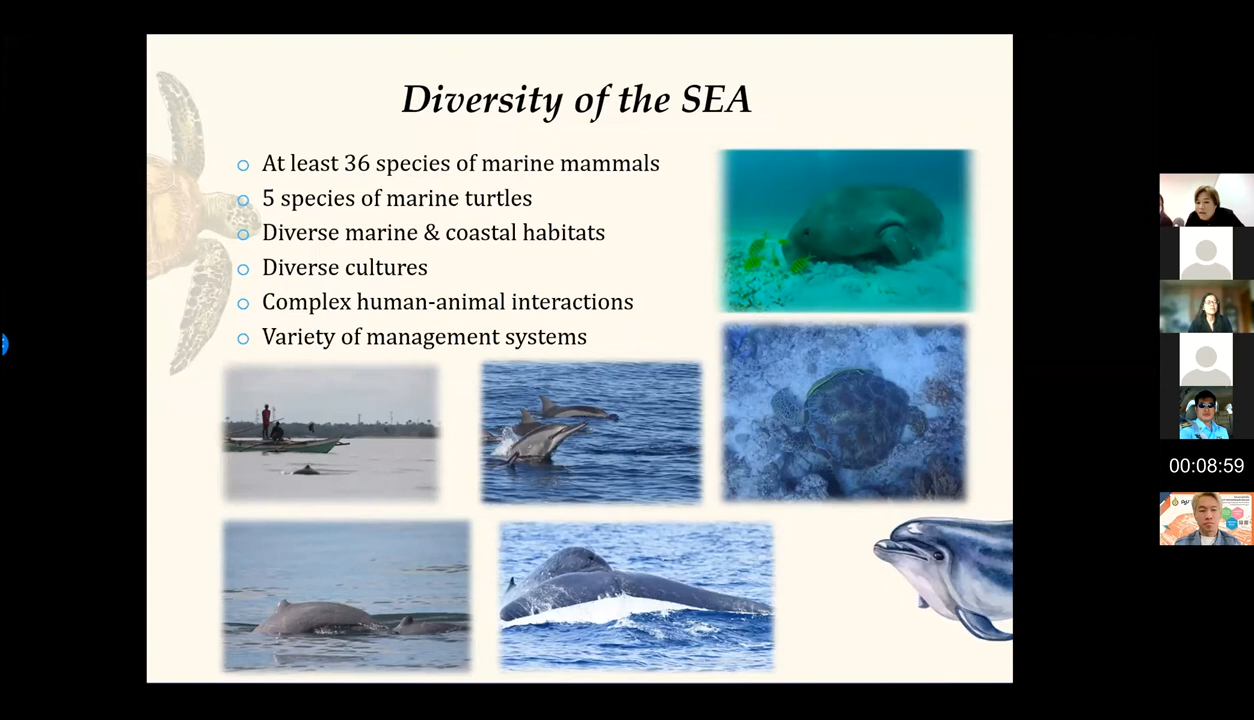 Diversity of the SEA
At least 36 species of marine mammals
5 species of marine turtles
Diverse marine & coastal habitats
Diverse cultures
Complex human-animal interactions
Variety of management systems
00:08:59